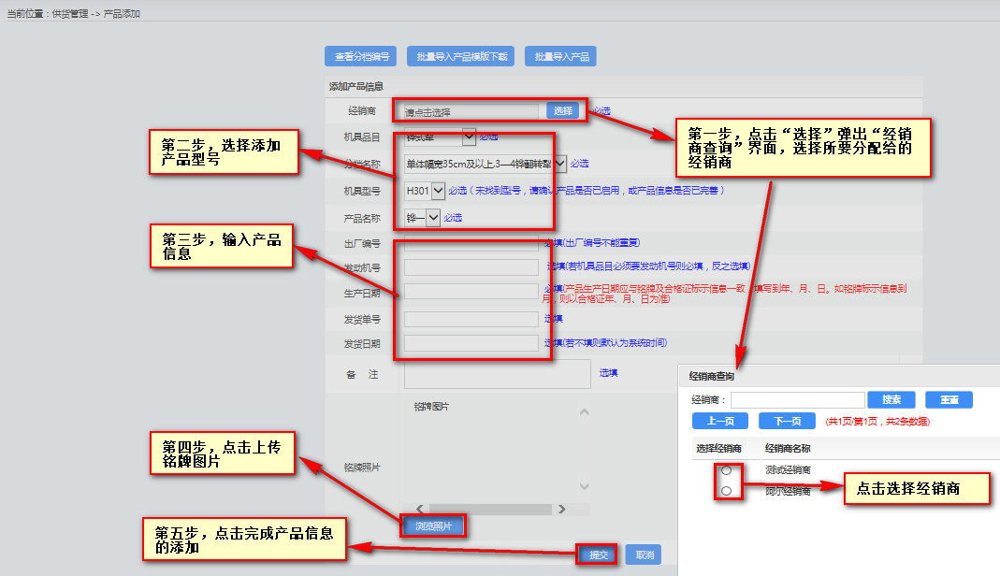 当前位置：供货管理 -> 产品添加
查看分档编号
批量导入产品模版下载
批量导入产品
添加产品信息
经销商
请点击选择
选择
必选
第一步，点击“选择”弹出“经销
商查询”界面，选择所要分配给的
经销商
第二步，选择添加
产品型号
机具品目
铧式犁
必选
分档名称
单体幅宽35cm及以上,3—4铧翻转犁
必选
机具型号
H301
必选（未找到型号，请确认产品是否已启用，或产品信息是否已完善）
产品名称
铧一
必选
第三步，输入产品
信息
出厂编号
必填(出厂编号不能重复)
发动机号
选填(若机具品目必须要发动机号则必填，反之选填)
生产日期
必填(产品生产日期应与铭牌及合格证标示信息一致，填写到年、月、日。如铭牌标示信息到
月，则以合格证年、月、日为准)
发货单号
选填
发货日期
选填(若不填则默认为系统时间)
备 注
选填
铭牌图片
第四步，点击上传
铭牌图片
铭牌照片
浏览照片
第五步，点击完成产品信息
的添加
提交
取消
经销商查询
经销商：
搜索
重置
上一页
下一页
(共1页/第1页，共2条数据)
选择经销商
经销商名称
测试经销商
阿尔经销商
点击选择经销商